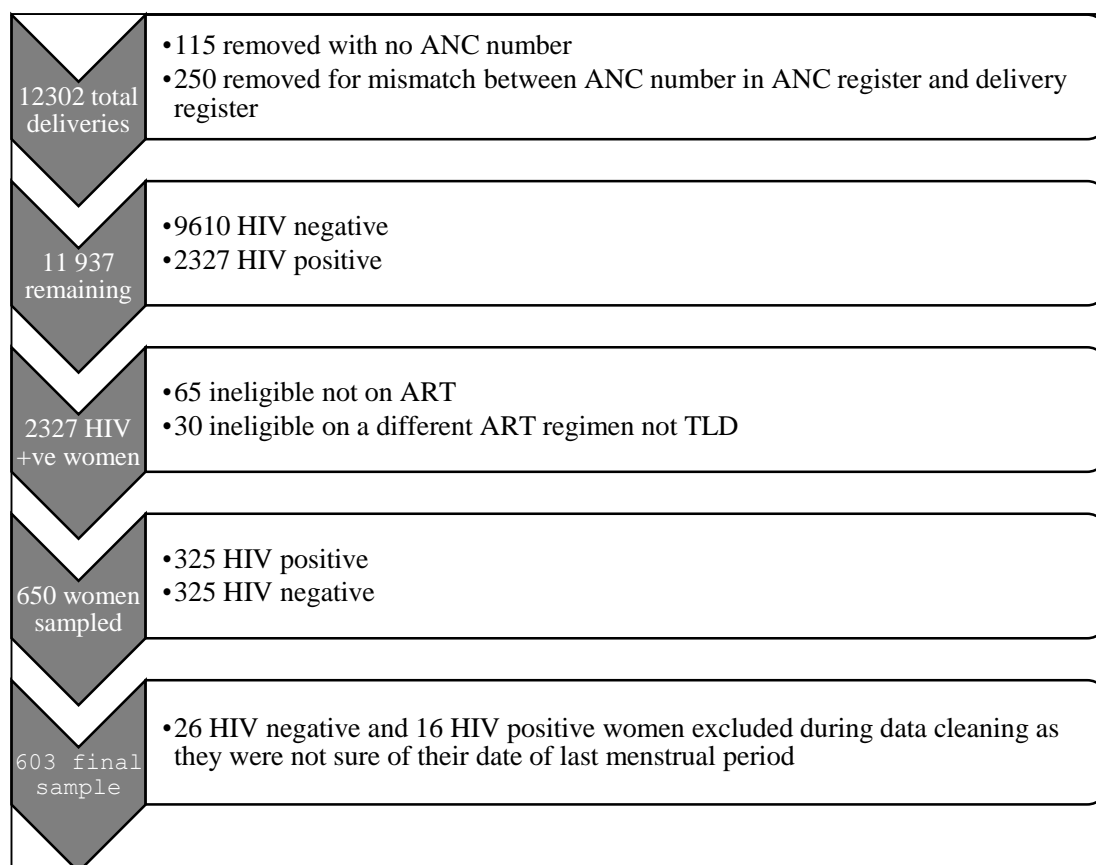 12302 total
deliveries
•115 removed with no ANC number
•250 removed for mismatch between ANC number in ANC register and delivery
register
11 937
remaining
•9610 HIV negative
•2327 HIV positive
2327 HIV
+ve women
•65 ineligible not on ART
•30 ineligible on a different ART regimen not TLD
650 women
sampled
•325 HIV positive
•325 HIV negative
603 final
sample
•26 HIV negative and 16 HIV positive women excluded during data cleaning as
they were not sure of their date of last menstrual period